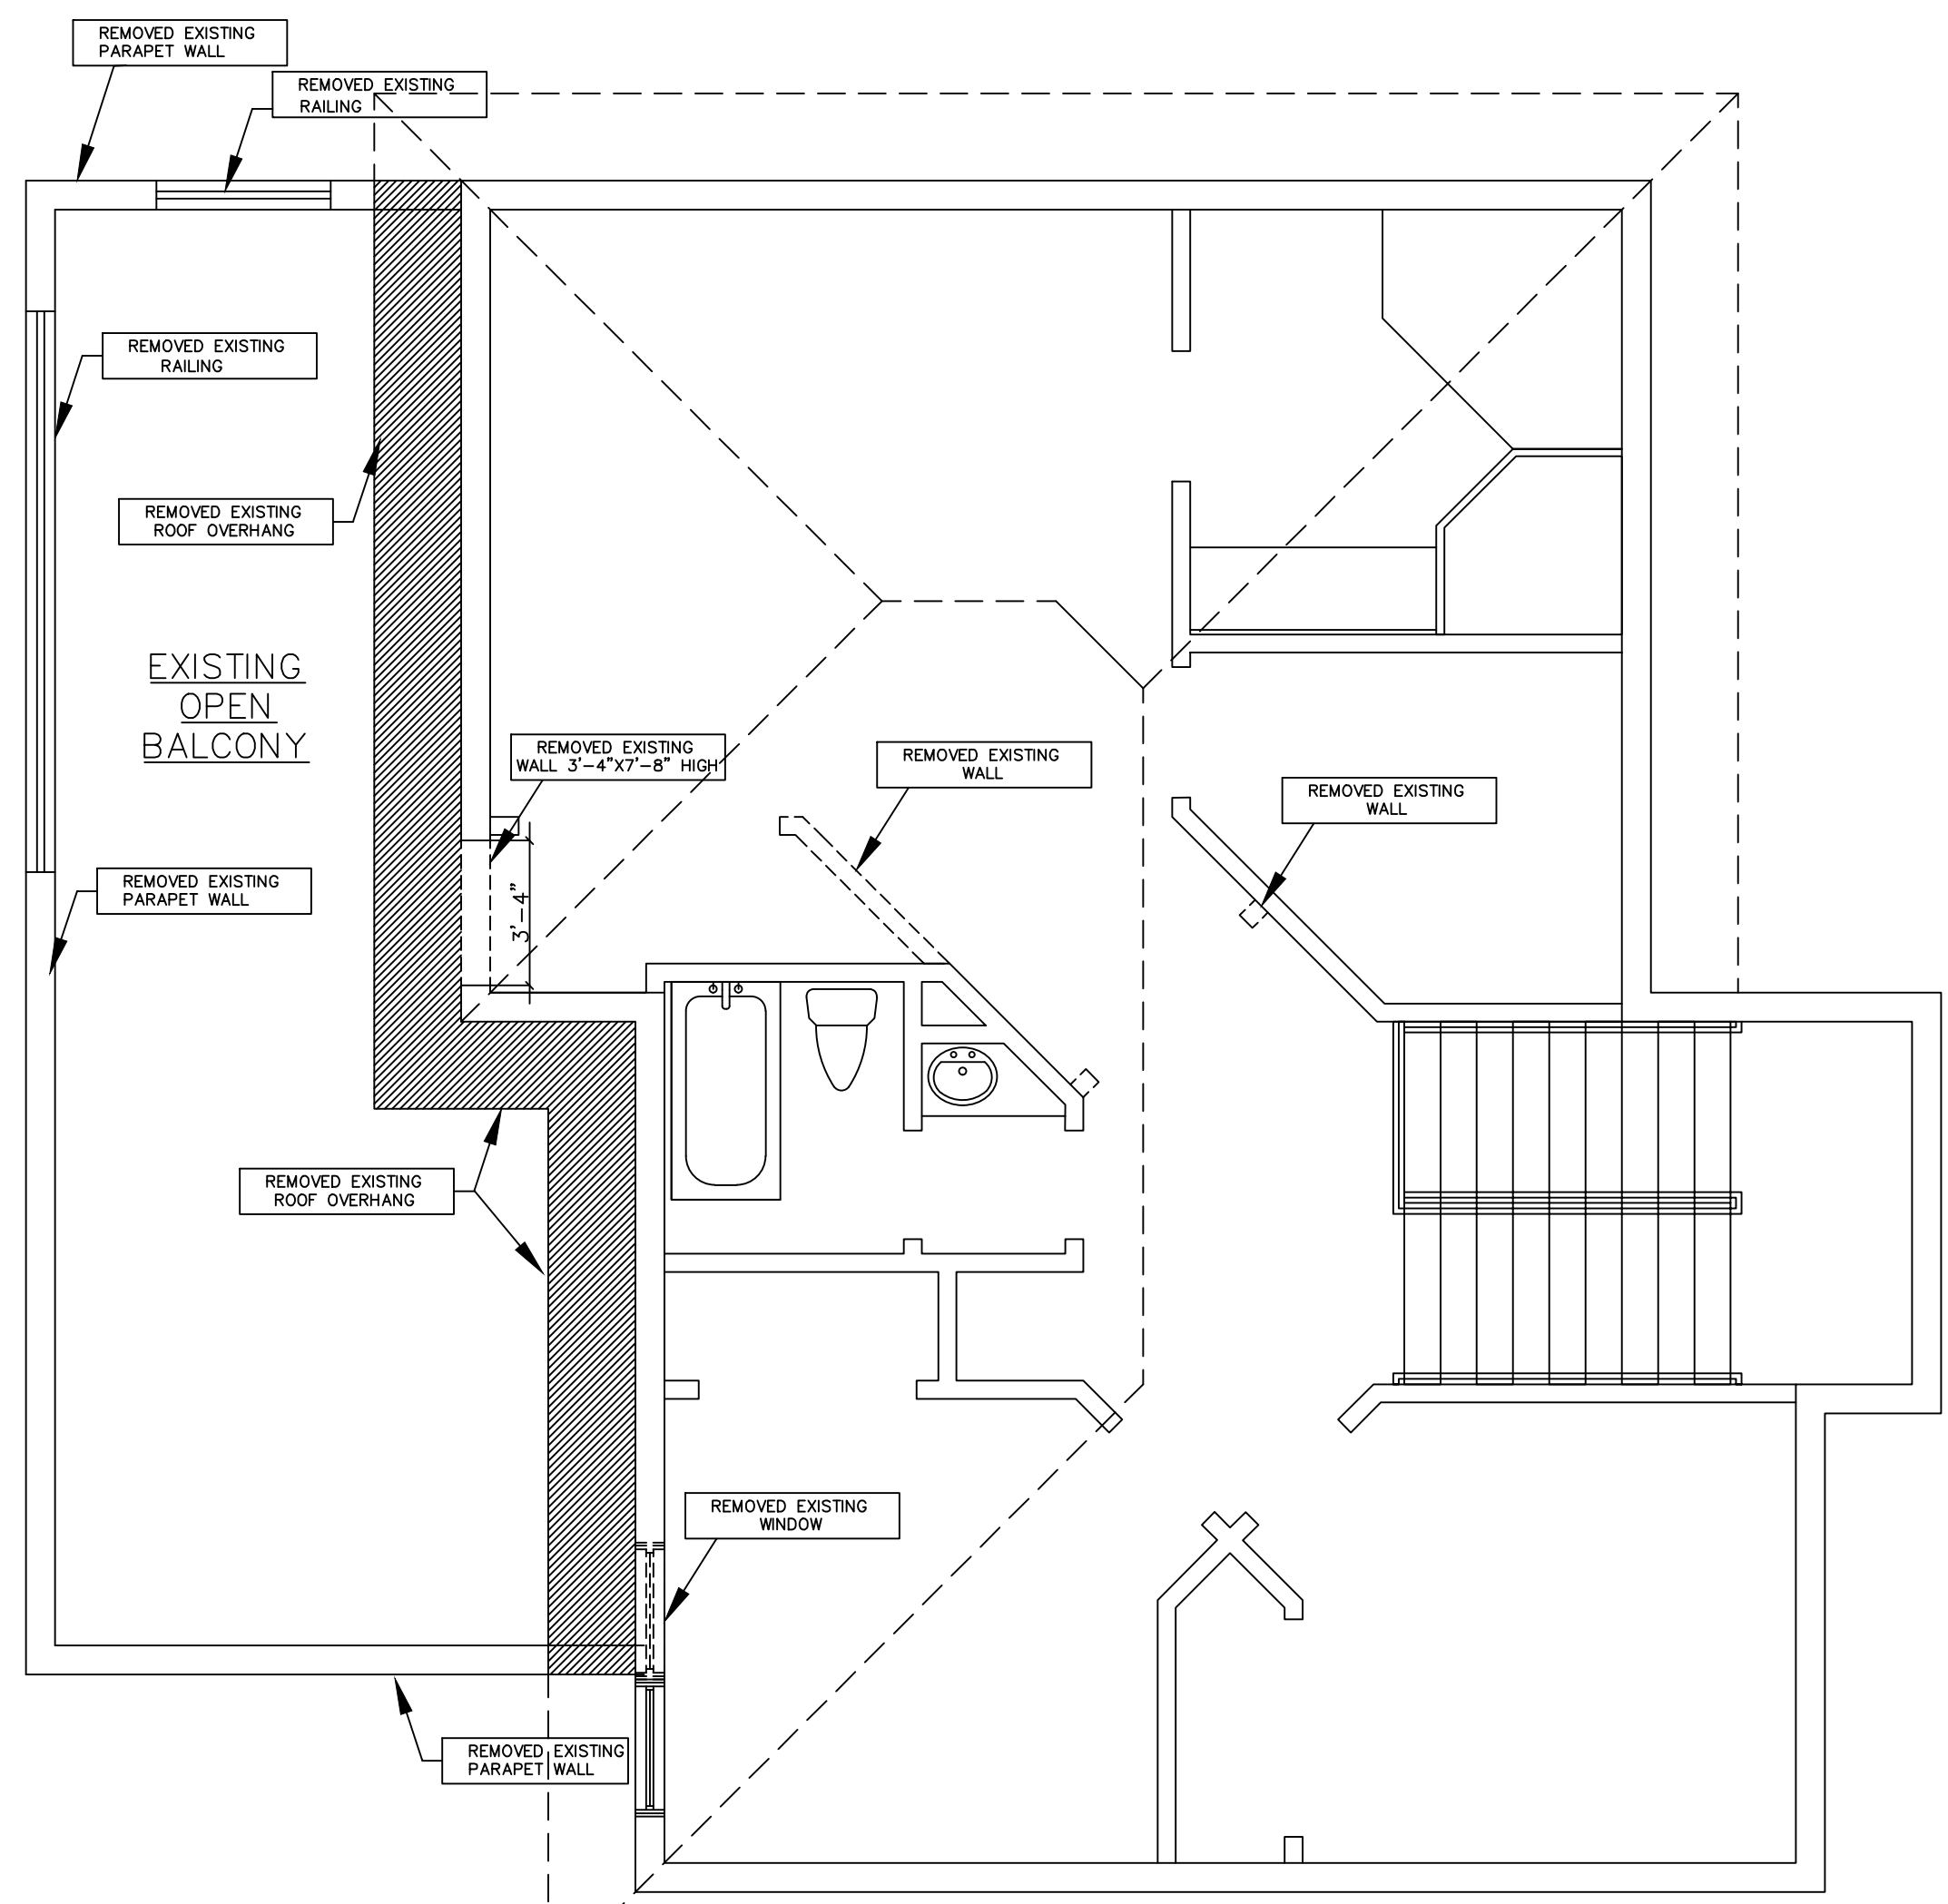 REMOVED EXISTING
PARAPET WALL
REMOVED EXISTING
RAILING
REMOVED EXISTING
RAILING
REMOVED EXISTING
ROOF OVERHANG
EXISTING
OPEN
BALCONY
REMOVED EXISTING
WALL 3'-4"X7'-8" HIGH
REMOVED EXISTING
WALL
REMOVED EXISTING
WALL
REMOVED EXISTING
PARAPET WALL
3'-4"
REMOVED EXISTING
ROOF OVERHANG
REMOVED EXISTING
WINDOW
REMOVED EXISTING
PARAPET WALL